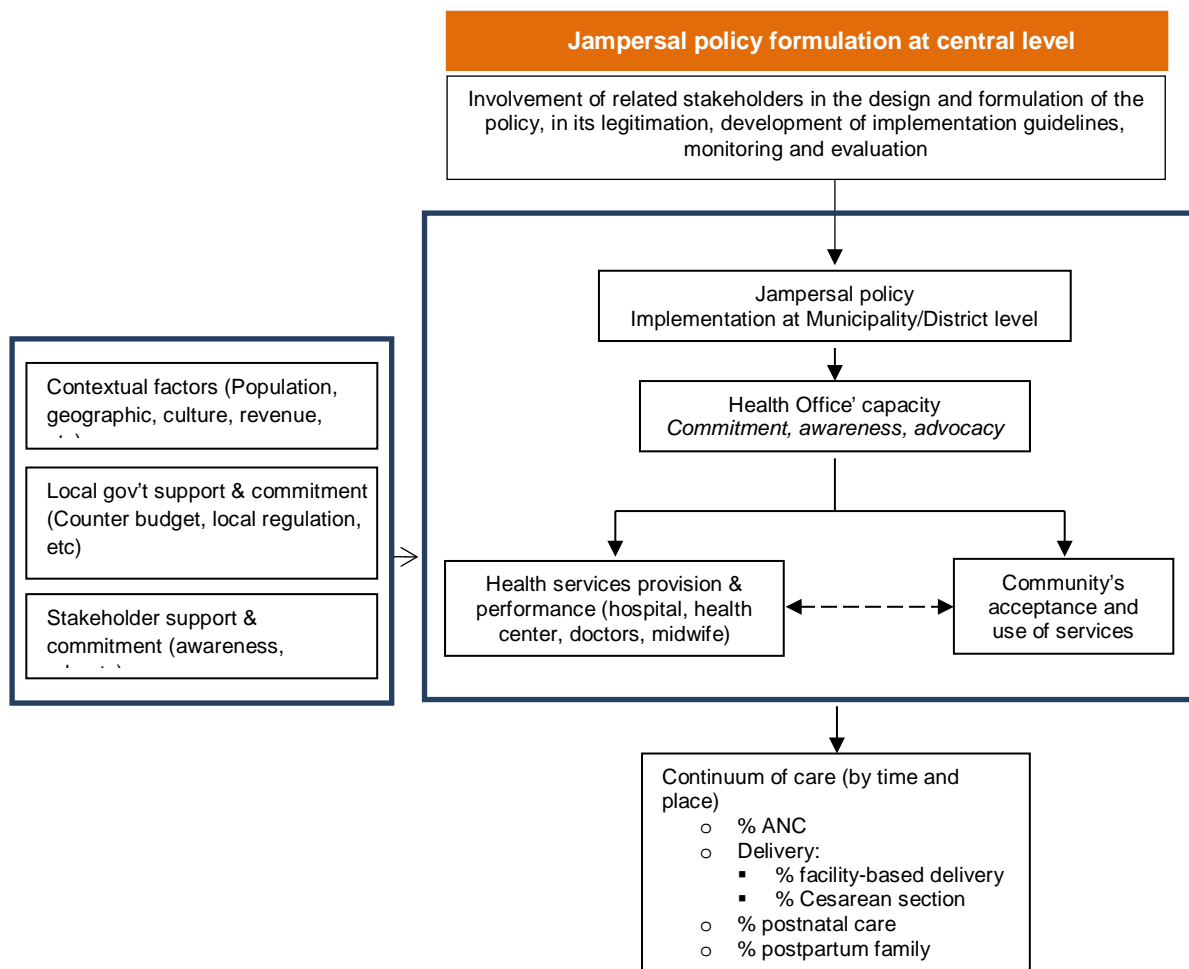 Jampersal policy formulation at central level
Involvement of related stakeholders in the design and formulation of the
policy, in its legitimation, development of implementation guidelines,
monitoring and evaluation
Jampersal policy
Implementation at Municipality/District level
Health Office' capacity
Commitment, awareness, advocacy
Health services provision &
performance (hospital, health
center, doctors, midwife)
Community's
acceptance and
use of services
Contextual factors (Population,
geographic, culture, revenue,
Local gov't support & commitment
(Counter budget, local regulation,
etc)
Stakeholder support &
commitment (awareness,
Continuum of care (by time and
place)
o % ANC
o Delivery:
▪ % facility-based delivery
▪ % Cesarean section
o % postnatal care
o % postpartum family